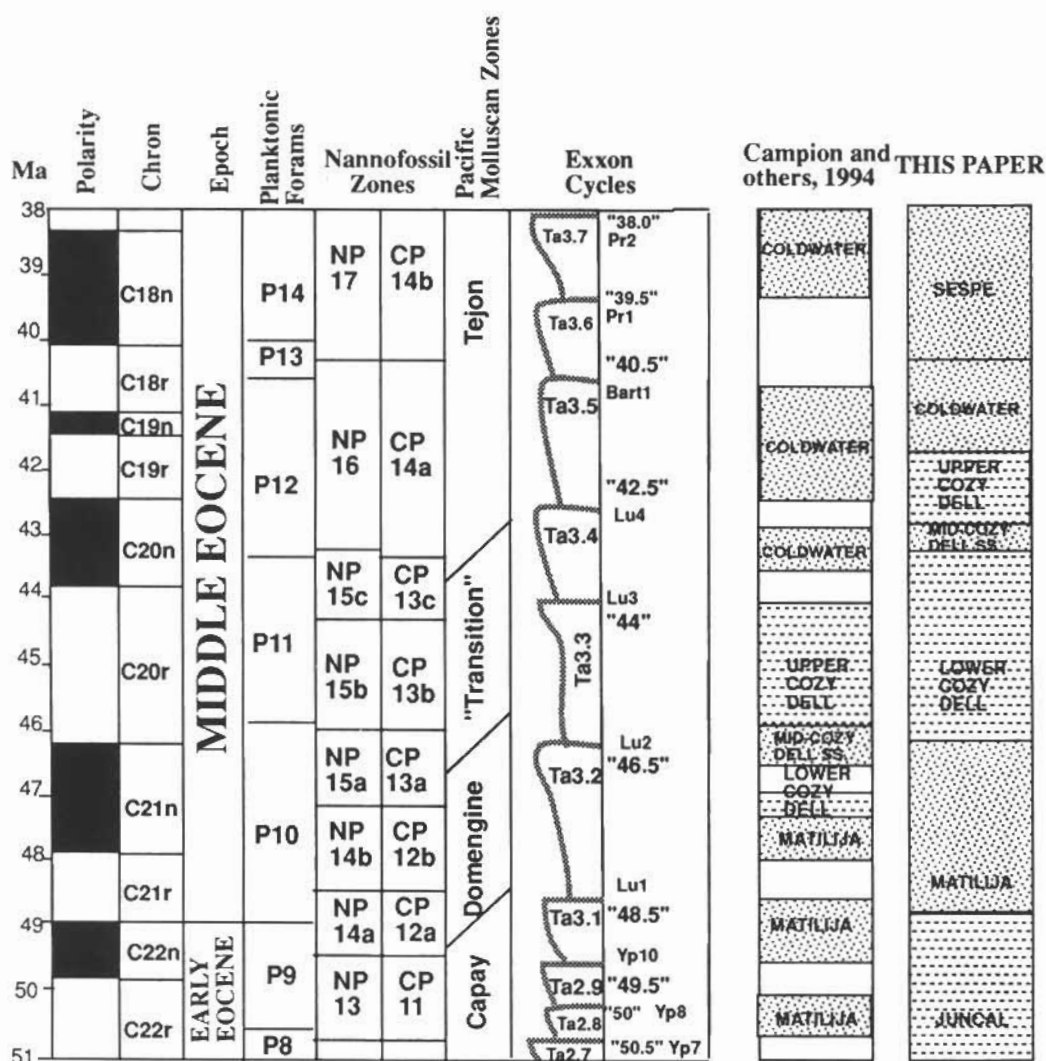 Ma
Polarity
Chron
Epoch
Planktonic
Forams
Nannofossil
Zones
Pacific
Molluscan Zones
Exxon
Cycles
Campion and
others, 1994
THIS PAPER
38
39
40
41
42
43
44
45
46
47
48
49
50
51
C18n
C18r
C19n
C19r
C20n
C20r
C21n
C21r
C22n
C22r
MIDDLE EOCENE
EARLY
EOCENE
P14
P13
P12
P11
P10
P9
P8
NP
17
NP
16
NP
15c
NP
15b
NP
15a
NP
14b
NP
14a
NP
13
CP
14b
CP
14a
CP
13c
CP
13b
CP
13a
CP
12b
CP
12a
CP
11
Tejon
"Transition"
Domengine
Capay
Ta3.7
Ta3.6
Ta3.5
Ta3.4
Ta3.3
Ta3.2
Ta3.1
Ta2.9
Ta2.8
Ta2.7
"38.0"
Pr2
"39.5"
Pr1
"40.5"
Bart1
"42.5"
Lu4
Lu3
"44"
Lu2
"46.5"
Lu1
"48.5"
Yp10
"49.5"
"50" Yp8
"50.5" Yp7
COLDWATER
COLDWATER
COLDWATER
UPPER
COZY
DELL
MID-COZY
DELL SS
LOWER
COZY
DELL
MATILIJA
MATILIJA
MATILIJA
SESPE
COLDWATER
UPPER
COZY
DELL
MID-COZY
DELL SS
LOWER
COZY
DELL
MATILIJA
JUNCAL